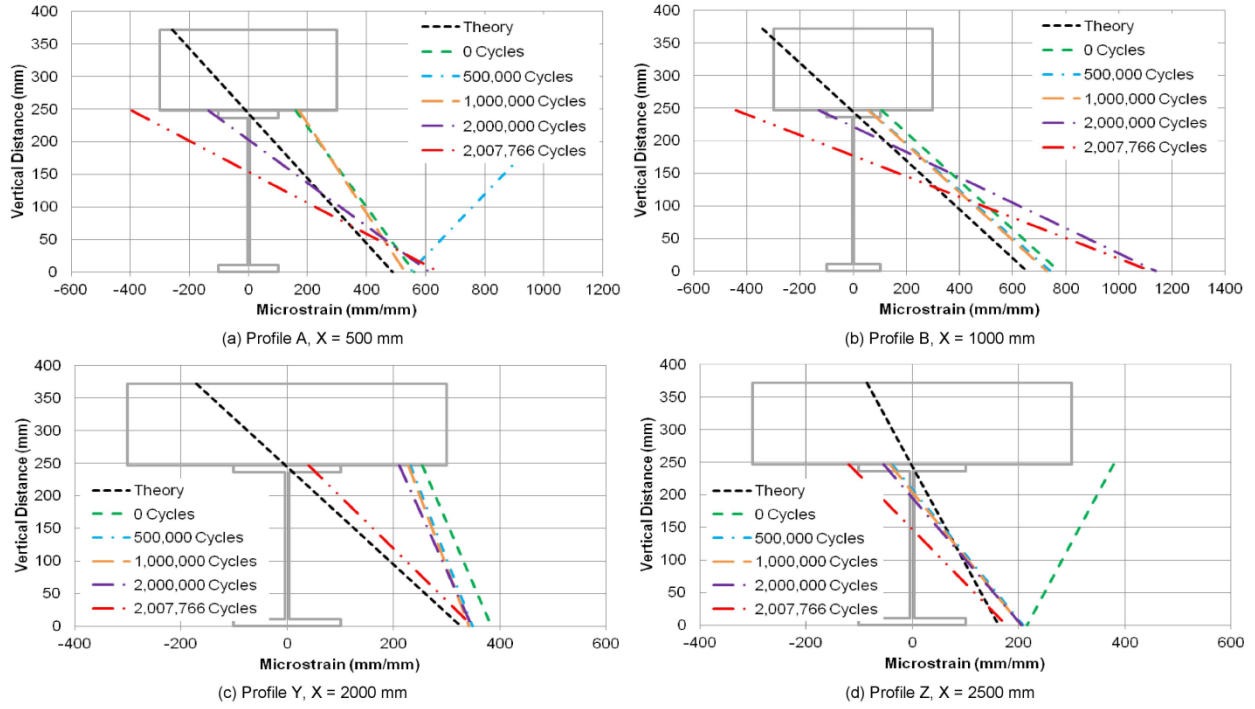 400
350
300
250
200
150
100
50
0
Vertical Distance (mm)
Theory
0 Cycles
500,000 Cycles
1,000,000 Cycles
2,000,000 Cycles
2,007,766 Cycles
-600 -400 -200 0 200 400 600 800 1000 1200
Microstrain (mm/mm)
(a) Profile A, X = 500 mm
400
350
300
250
200
150
100
50
0
Vertical Distance (mm)
Theory
0 Cycles
500,000 Cycles
1,000,000 Cycles
2,000,000 Cycles
2,007,766 Cycles
-600 -400 -200 0 200 400 600 800 1000 1200 1400
Microstrain (mm/mm)
(b) Profile B, X = 1000 mm
400
350
300
250
200
150
100
50
0
Vertical Distance (mm)
Theory
0 Cycles
500,000 Cycles
1,000,000 Cycles
2,000,000 Cycles
2,007,766 Cycles
-400 -200 0 200 400 600
Microstrain (mm/mm)
(c) Profile Y, X = 2000 mm
400
350
300
250
200
150
100
50
0
Vertical Distance (mm)
Theory
0 Cycles
500,000 Cycles
1,000,000 Cycles
2,000,000 Cycles
2,007,766 Cycles
-400 -200 0 200 400 600
Microstrain (mm/mm)
(d) Profile Z, X = 2500 mm